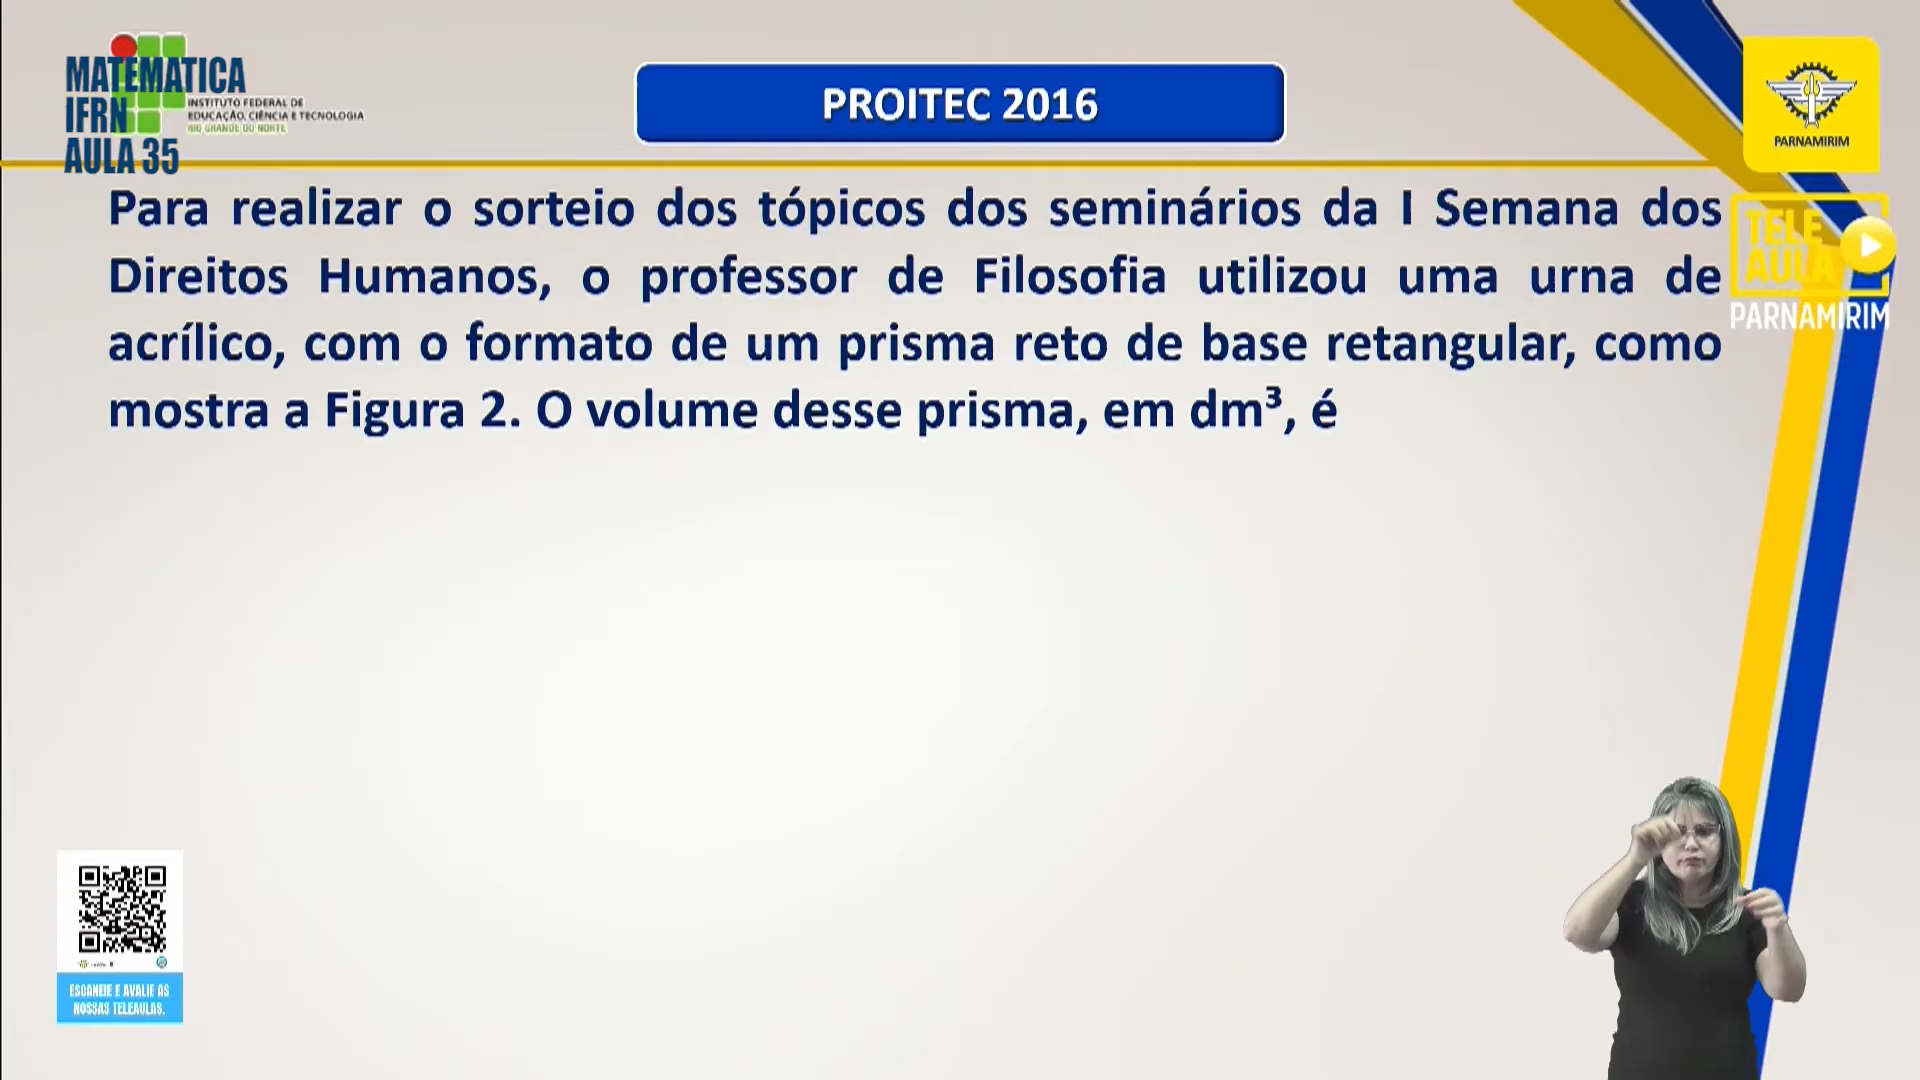 MATEMATICA
IFRN
AULA 35
INSTITUTO FEDERAL DE
EDUCAÇÃO, CIÊNCIA E TECNOLOGIA
RIO GRANDE DO NORTE
PROITEC 2016
PARNAMIRIM
TELE
AULA
PARNAMIRIM
Para realizar o sorteio dos tópicos dos seminários da I Semana dos
Direitos Humanos, o professor de Filosofia utilizou uma urna de
acrílico, com o formato de um prisma reto de base retangular, como
mostra a Figura 2. O volume desse prisma, em dm³, é
ESCANEIE E AVALIE AS
NOSSAS TELEAULAS.